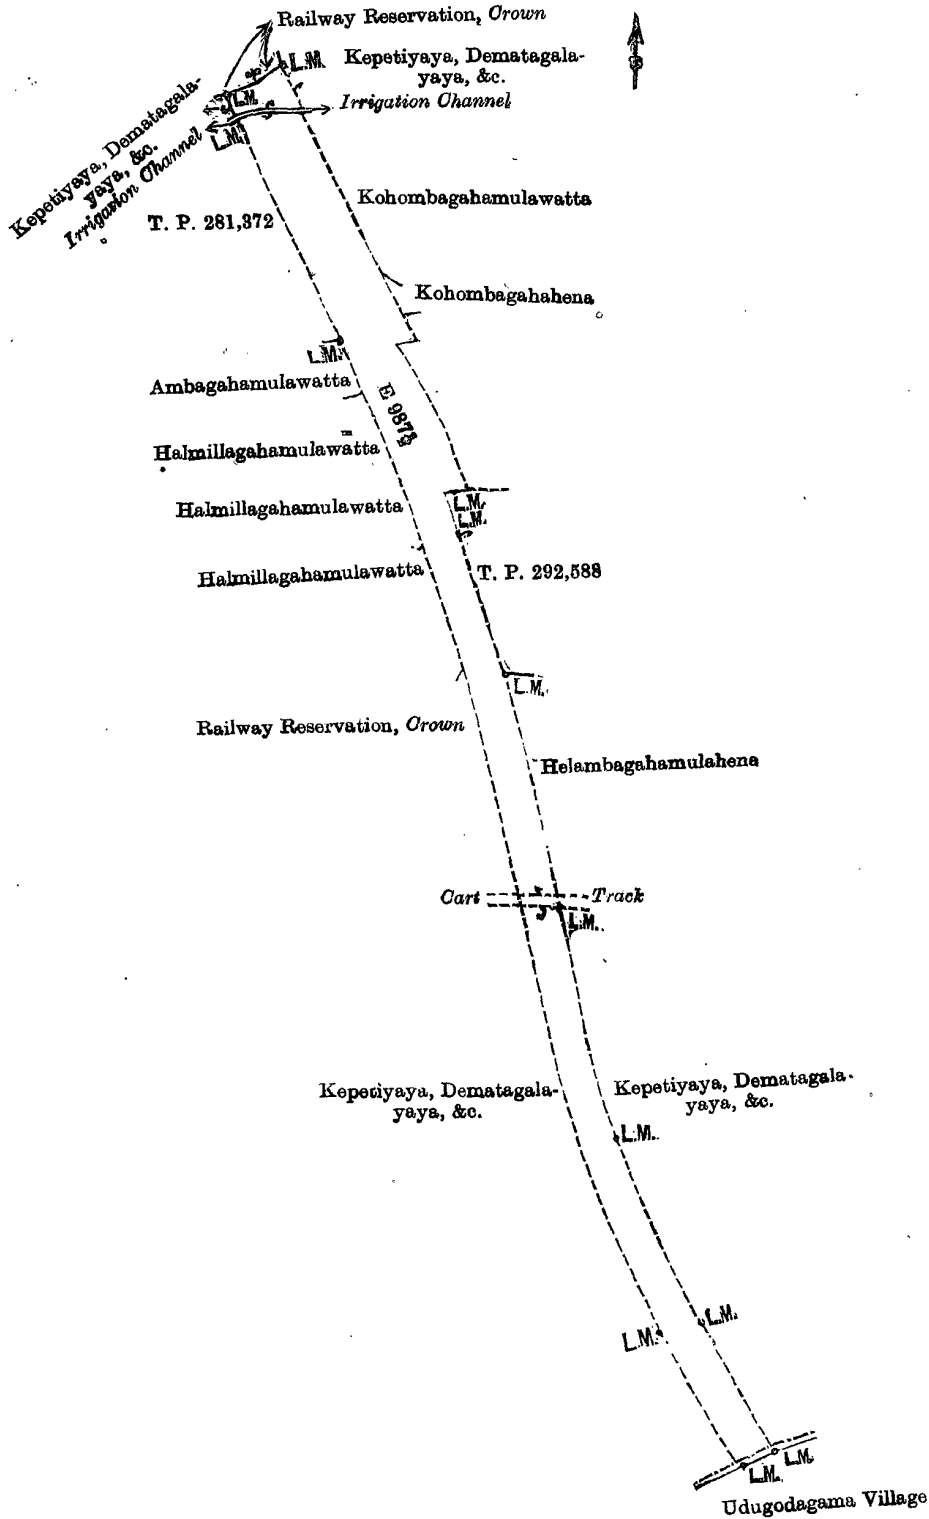 Railway Reservation, Crown
L.M.
Kepetiyaya, Dematagala-
yaya, &c.
L.M.
Irrigation Channel
Kepetiyaya, Dematagala-
yaya, &c.
Irrigation Channel
L.M.
T. P. 281,372
Kohombagahamulawatta
Kohombagahahena
L.M.
Ambagahamulawatta
Halmillagahamulawatta
L.M.
L.M.
Halmillagahamulawatta
Halmillagahamulawatta
T. P. 292,588
L.M.
Railway Reservation, Crown
Helambagahamulahena
Cart Track
L.M.
Kepetiyaya, Dematagala-
yaya, &c.
Kepetiyaya, Dematagala-
yaya, &c.
L.M.
L.M.
L.M.
L.M.
L.M.
Udugodagama Village